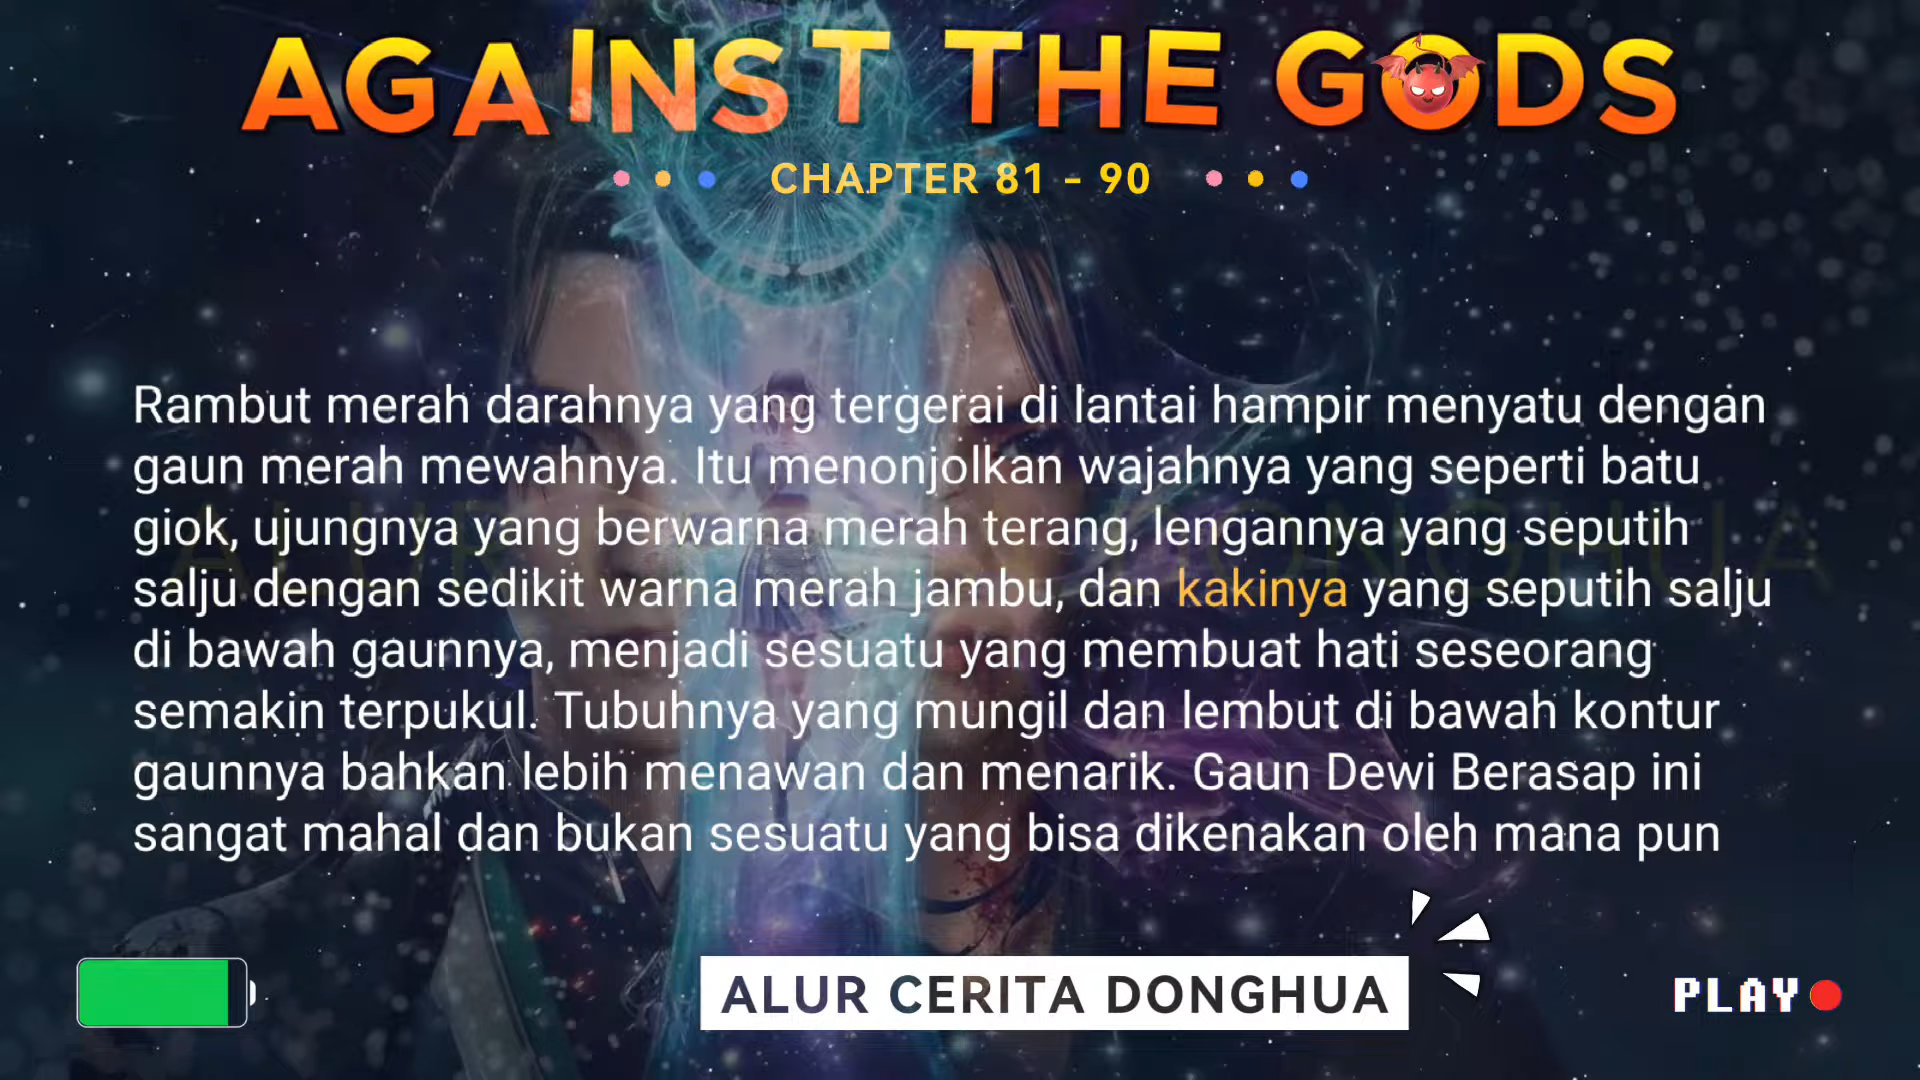 AGAINST THE GODS
CHAPTER 81 - 90
Rambut merah darahnya yang tergerai di lantai hampir menyatu dengan
gaun merah mewahnya. Itu menonjolkan wajahnya yang seperti batu
giok, ujungnya yang berwarna merah terang, lengannya yang seputih
salju dengan sedikit warna merah jambu, dan kakinya yang seputih salju
di bawah gaunnya, menjadi sesuatu yang membuat hati seseorang
semakin terpukul. Tubuhnya yang mungil dan lembut di bawah kontur
gaunnya bahkan lebih menawan dan menarik. Gaun Dewi Berasap ini
sangat mahal dan bukan sesuatu yang bisa dikenakan oleh mana pun
ALUR CERITA DONGHUA
PLAY